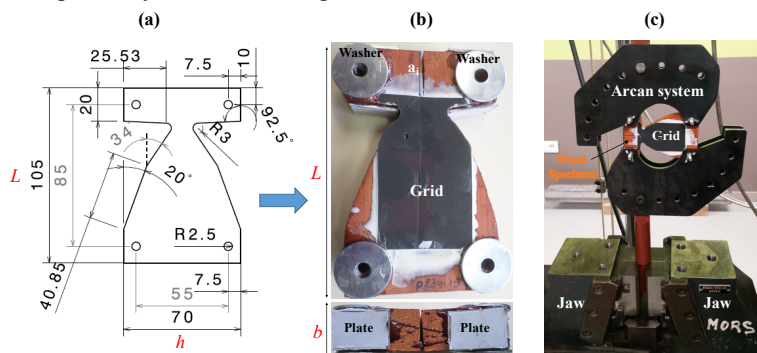 (a)
(b)
(c)
25.53
7.5
10
20
92.5°
34
R3
L
105
85
20°
40.85
R2.5
7.5
55
70
h
Washer
Washer
ai
L
Grid
b
Plate
Plate
Arcan system
Grid
Wood
Specimen
Jaw
Jaw
MORS